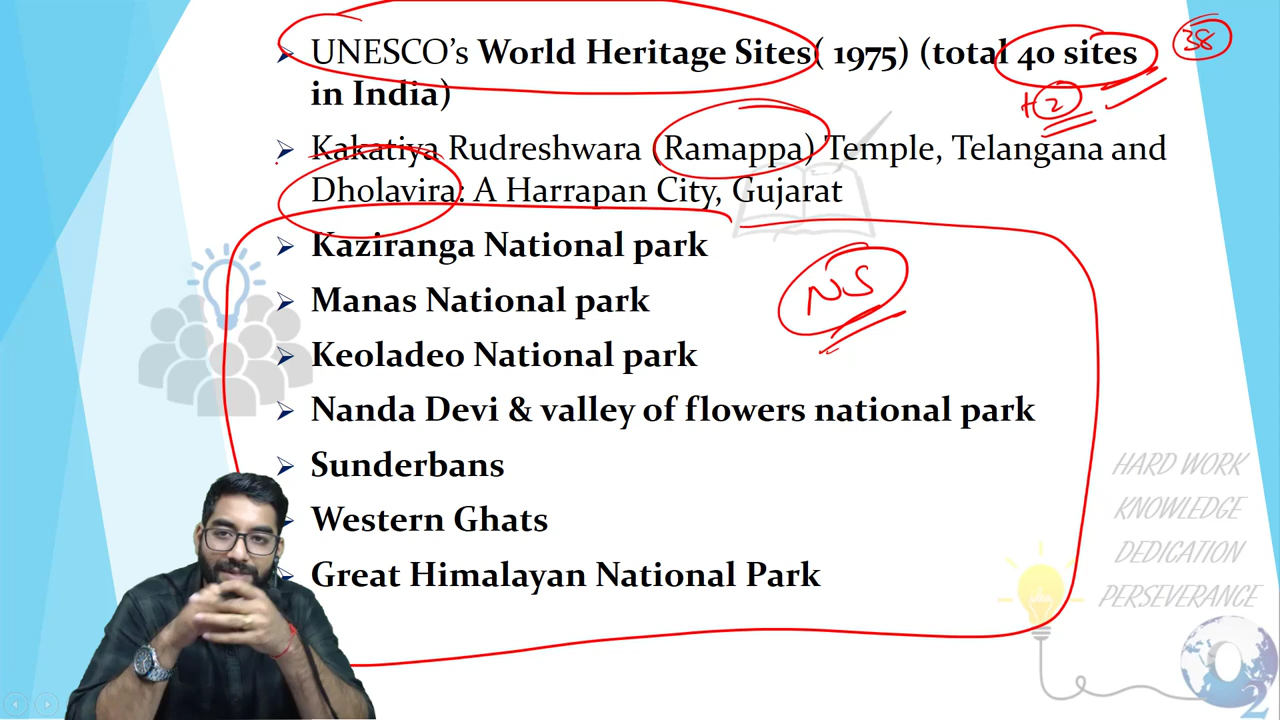 UNESCO's World Heritage Sites( 1975) (total 40 sites
38
in India)
+2
Kakatiya Rudreshwara (Ramappa) Temple, Telangana and
Dholavira: A Harrapan City, Gujarat
Kaziranga National park
NS
Manas National park
Keoladeo National park
Nanda Devi & valley of flowers national park
Sunderbans
Western Ghats
Great Himalayan National Park
HARD WORK
KNOWLEDGE
DEDICATION
PERSEVERANCE
O2